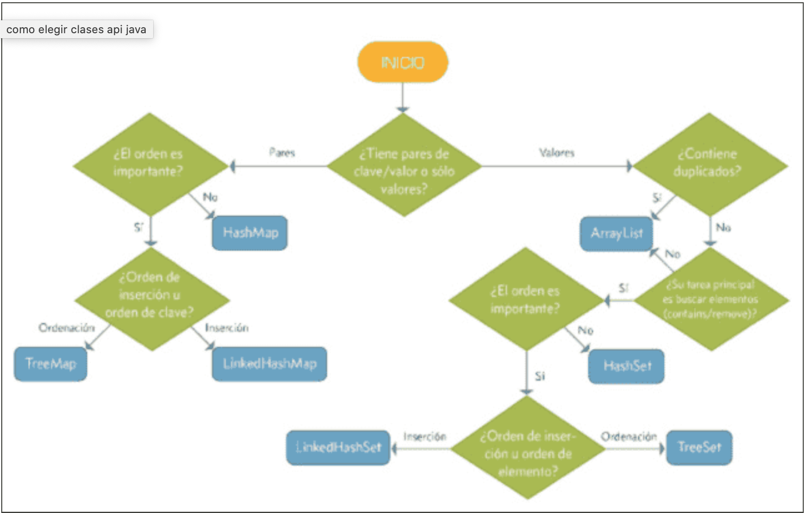 como elegir clases api java
INICIO
¿Tiene pares de
clave/valor o sólo
valores?
Pares
Valores
¿El orden es
importante?
No
HashMap
Sí
¿Orden de
inserción u
orden de clave?
Ordenación
Inserción
TreeMap
LinkedHashMap
¿Contiene
duplicados?
Sí
ArrayList
No
No
¿Su tarea principal
es buscar elementos
(contains/remove)?
Sí
¿El orden es
importante?
No
HashSet
Sí
¿Orden de inser-
ción u orden de
elemento?
Inserción
LinkedHashSet
Ordenación
TreeSet